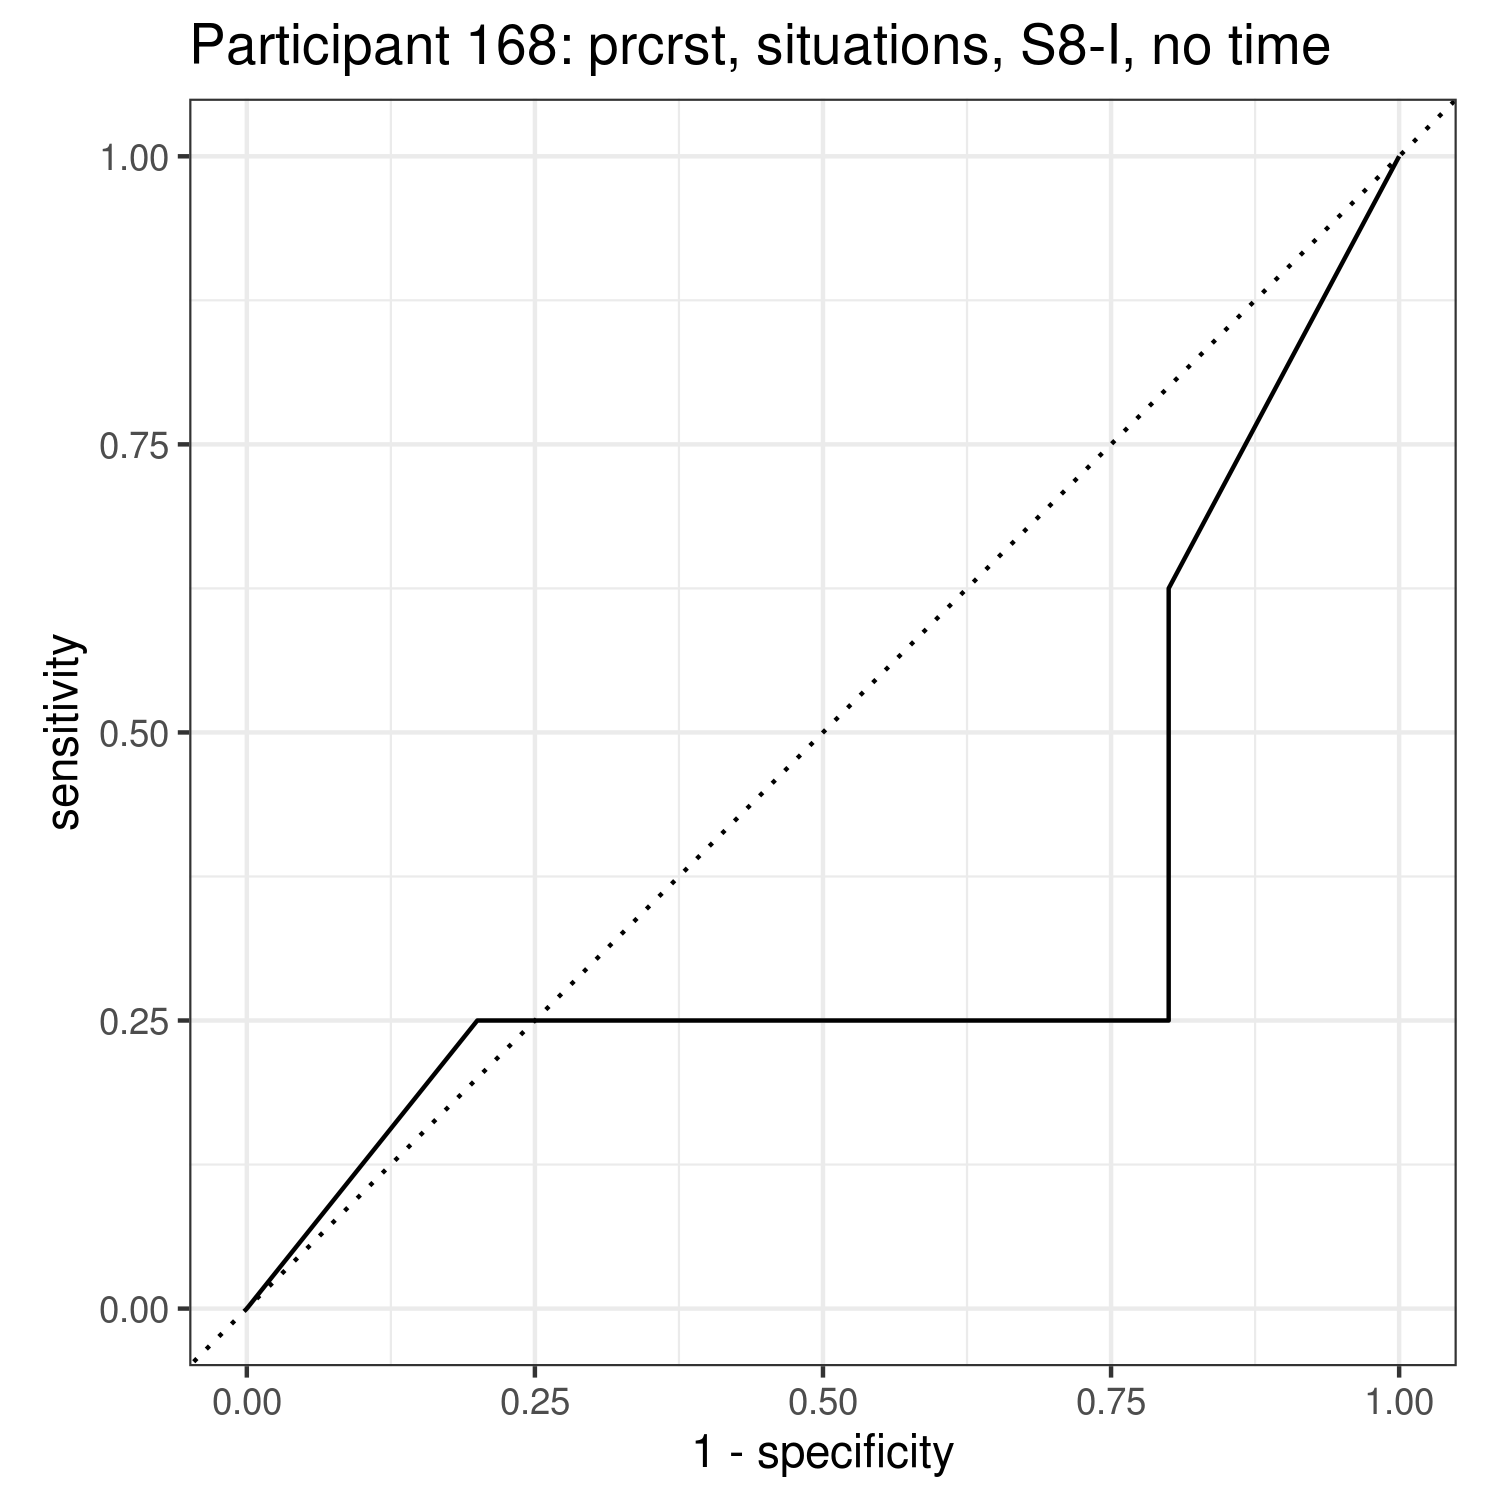 Participant 168: prcrst, situations, S8-I, no time
1.00
0.75
0.50
0.25
0.00
sensitivity
0.00 0.25 0.50 0.75 1.00
1 - specificity